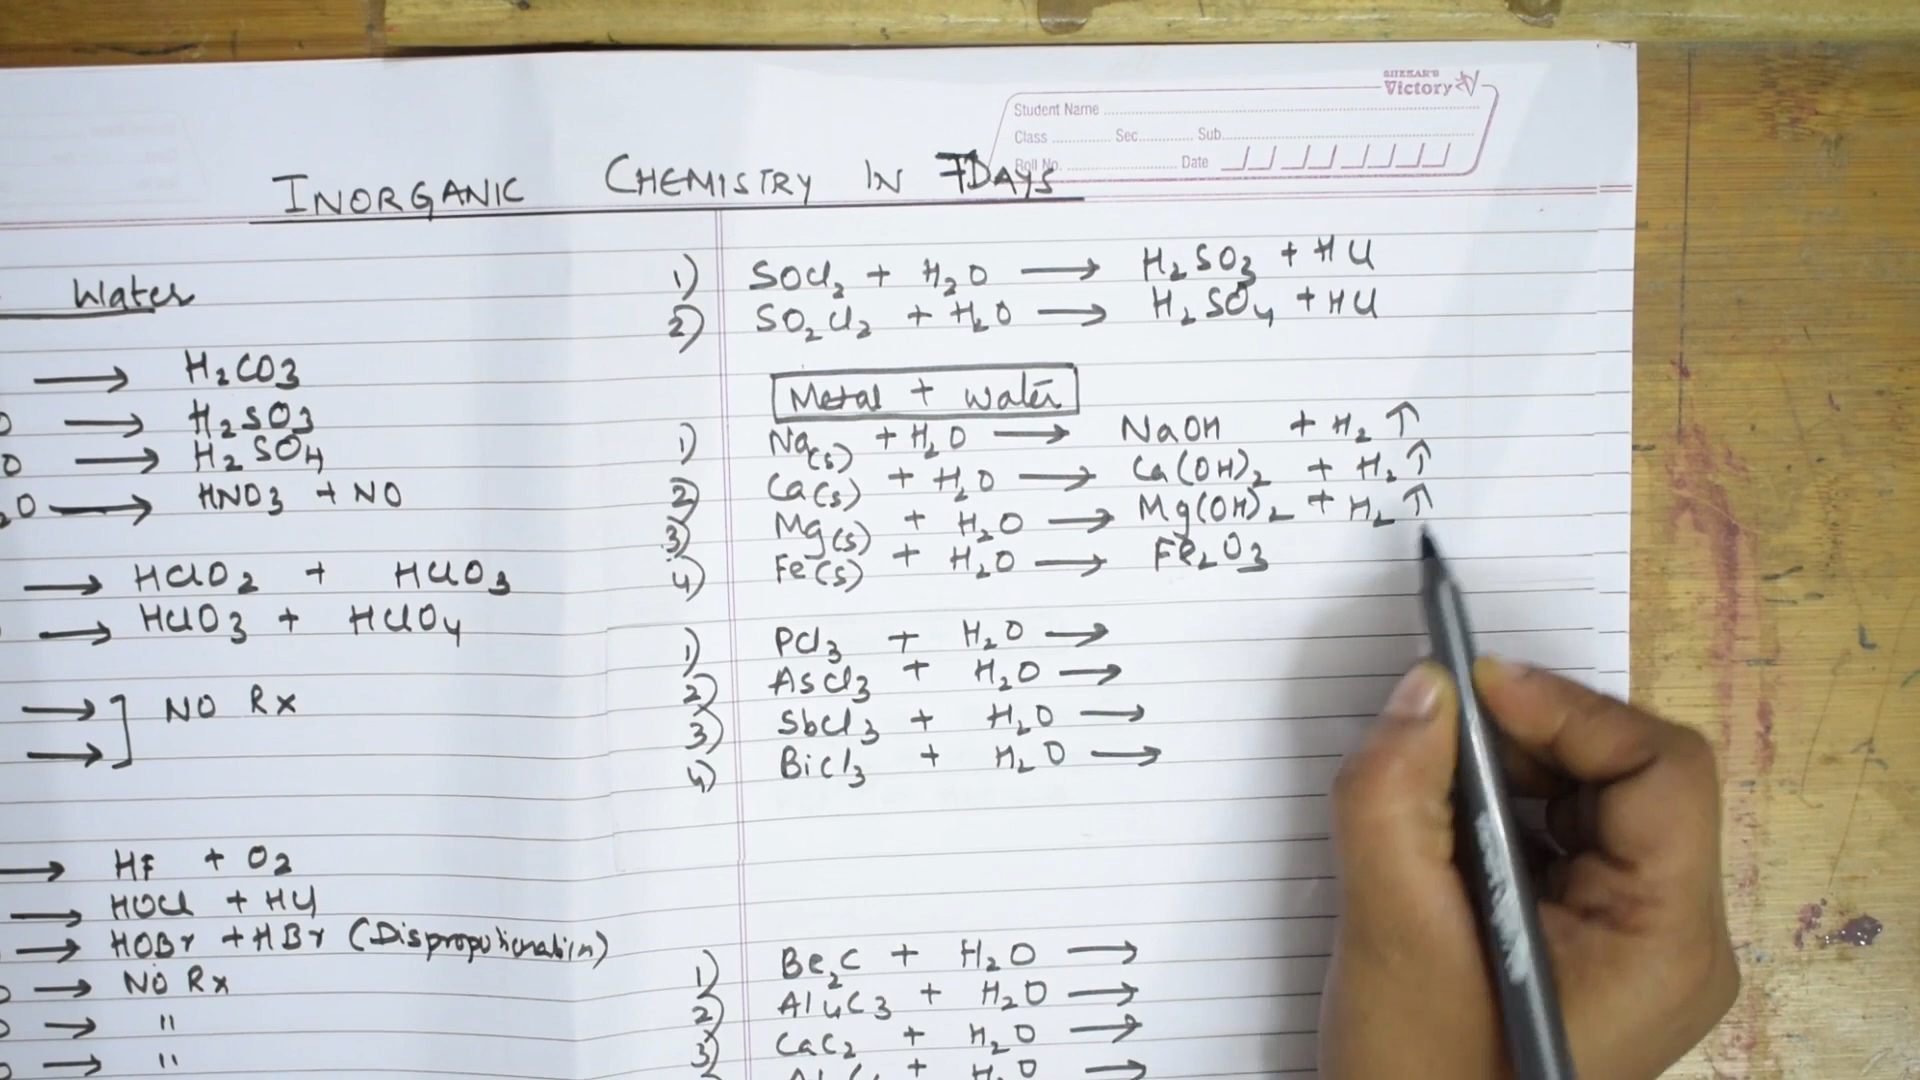 SHEKAR'S
Victory
Student Name
Class Sec Sub
Roll No. Date
INORGANIC CHEMISTRY IN 7DAYS
Water
→ H₂CO3
O → H₂SO3
O → H₂SO4
₂O → HNO3 + NO
→ HClO₂ + HClO3
→ HClO3 + HClO4
→ ] NO Rx
→
→ HF + O2
→ HOCl + HCl
→ HOBr + HBr (Disproportionation)
O → NO Rx
O → "
O → "
1) SOCl₂ + H₂O → H₂SO3 + HCl
2) SO₂Cl₂ + H₂O → H₂SO4 + HCl
Metal + water
1) Na(s) + H₂O → NaOH + H₂ ↑
2) Ca(s) + H₂O → Ca(OH)₂ + H₂ ↑
3) Mg(s) + H₂O → Mg(OH)₂ + H₂ ↑
4) Fe(s) + H₂O → Fe₂O3
1) PCl3 + H₂O →
2) AsCl3 + H₂O →
3) SbCl3 + H₂O →
4) BiCl3 + H₂O →
1) Be₂C + H₂O →
2) Al4C3 + H₂O →
3) CaC₂ + H₂O →
+ H₂O →